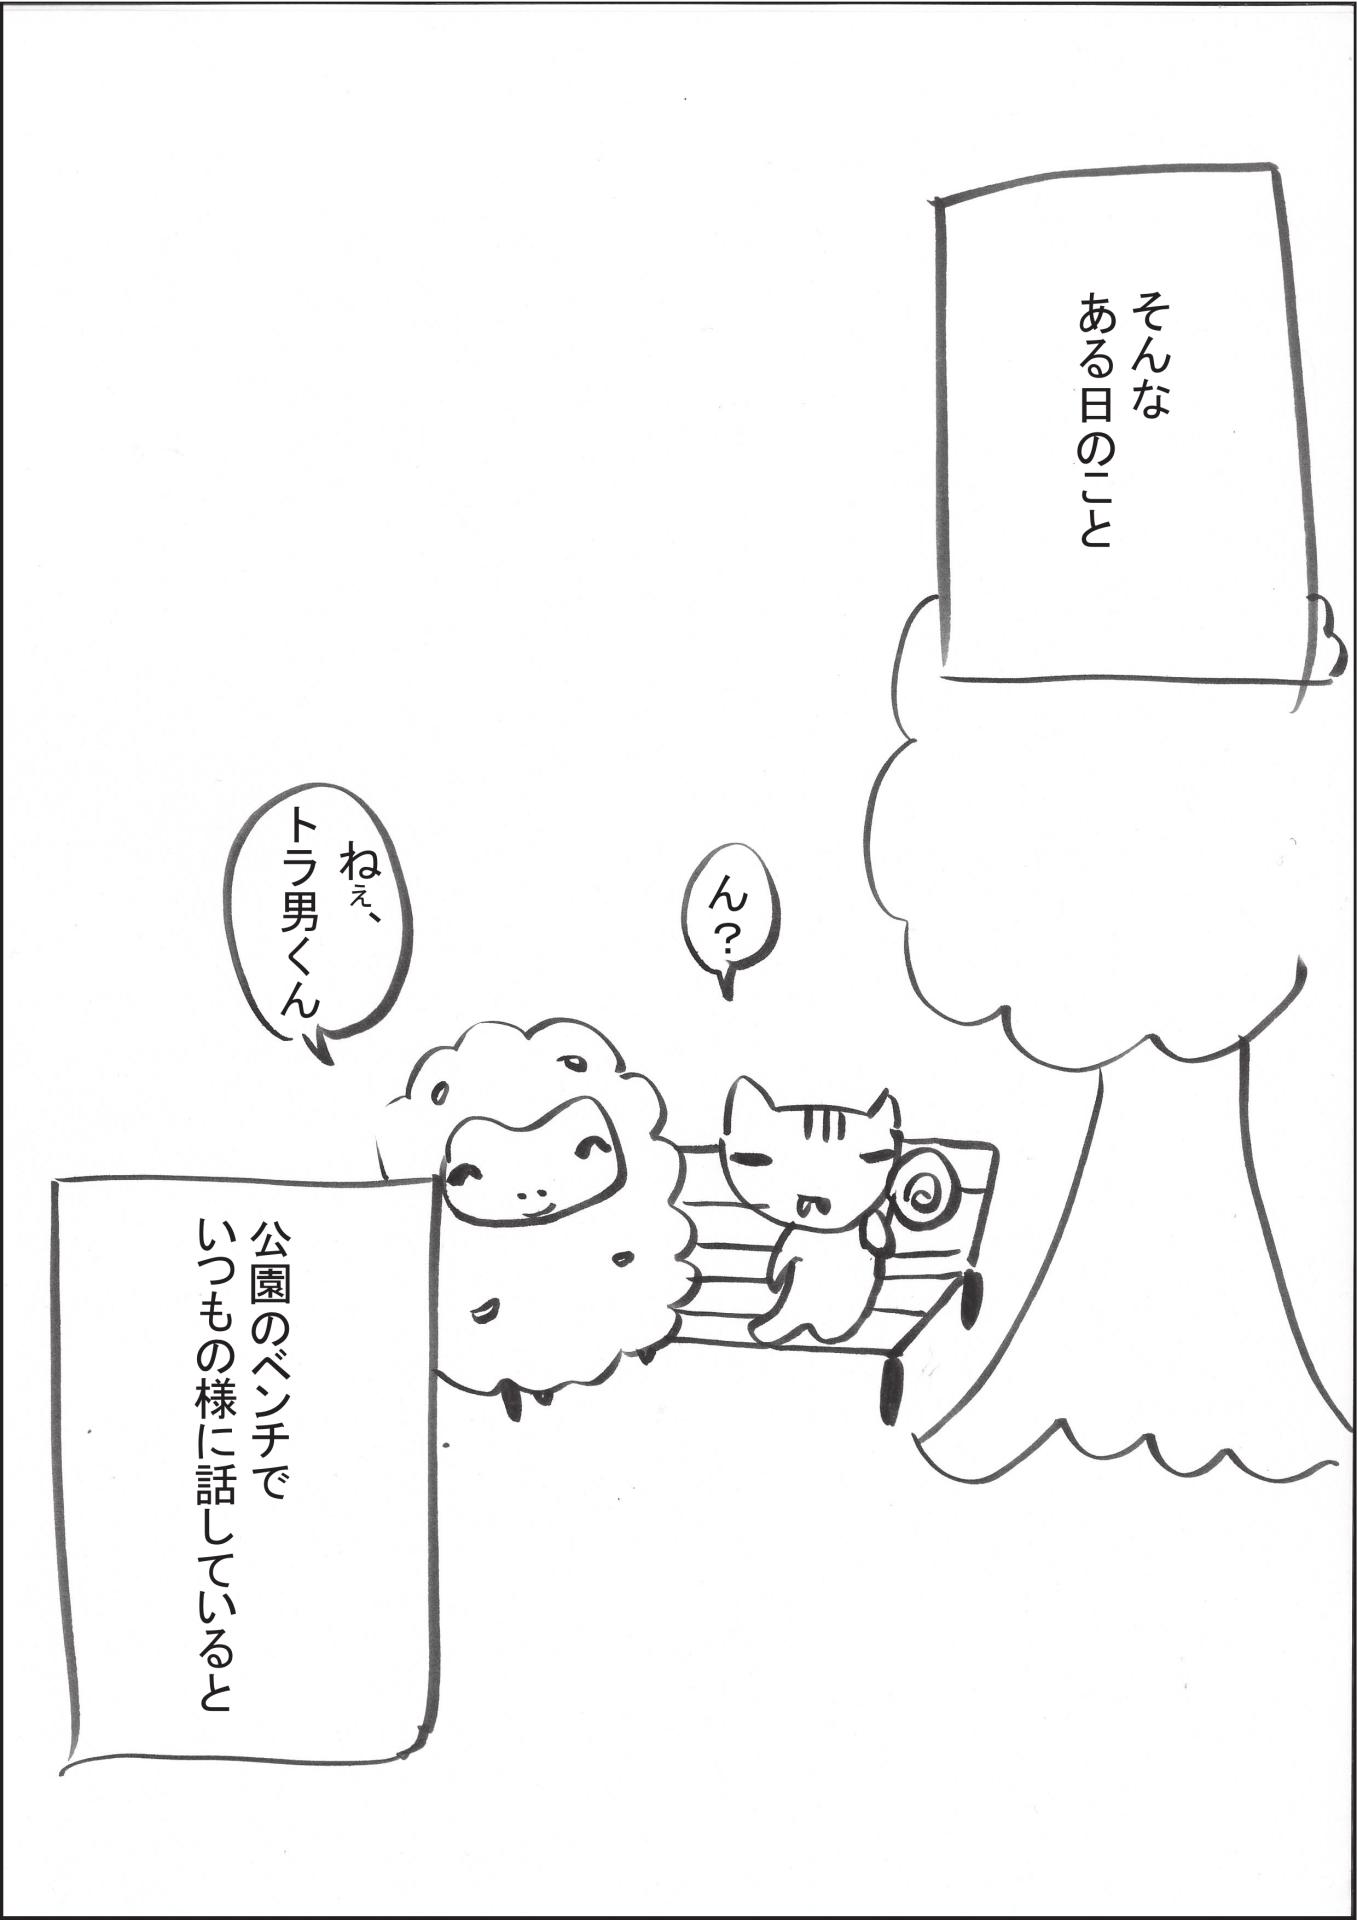 そんな
ある日のこと
ん?
ねぇ、
トラ男くん
公園のベンチで
いつもの様に話していると